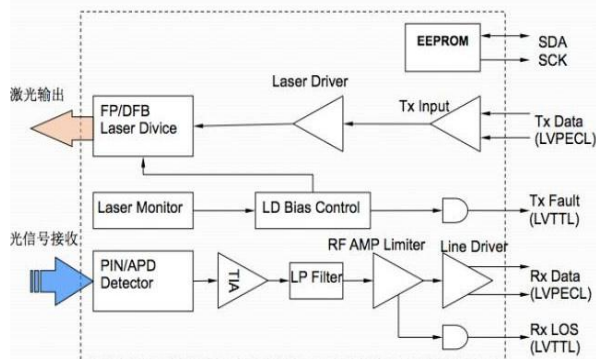 EEPROM
SDA
SCK
激光输出
FP/DFB
Laser Divice
Laser Driver
Tx Input
Tx Data
(LVPECL)
Laser Monitor
LD Bias Control
Tx Fault
(LVTTL)
光信号接收
PIN/APD
Detector
TIA
LP Filter
RF AMP Limiter
Line Driver
Rx Data
(LVPECL)
Rx LOS
(LVTTL)